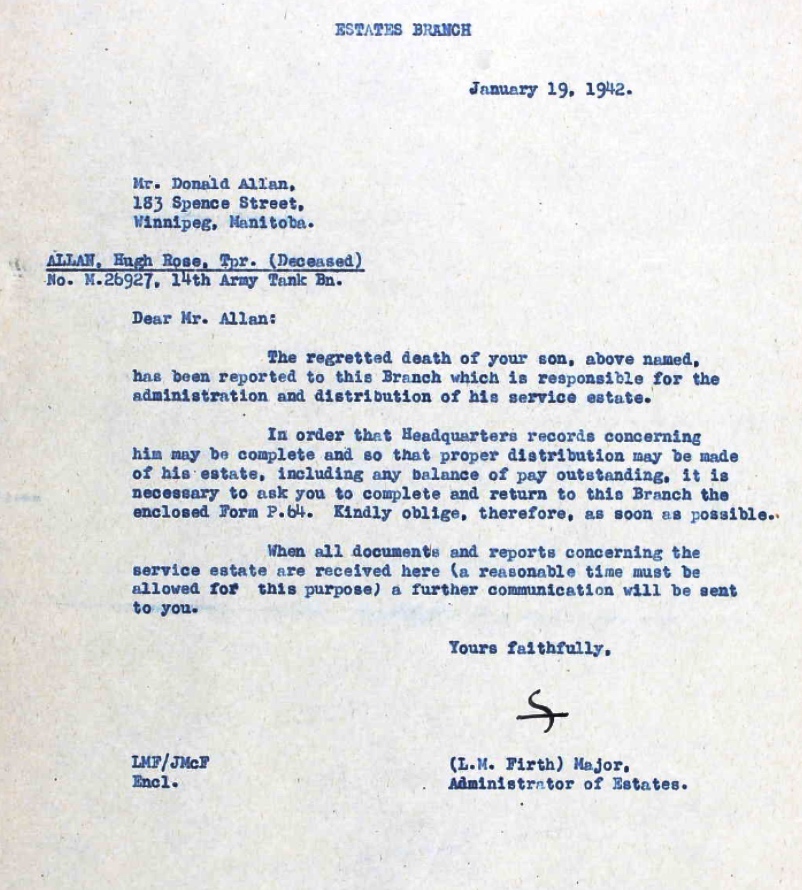 ESTATES BRANCH
January 19, 1942.
Mr. Donald Allan,
183 Spence Street,
Winnipeg, Manitoba.
ALLAN, Hugh Rose, Tpr. (Deceased)
No. M.26927, 14th Army Tank Bn.
Dear Mr. Allan:
The regretted death of your son, above named,
has been reported to this Branch which is responsible for the
administration and distribution of his service estate.
In order that Headquarters records concerning
him may be complete and so that proper distribution may be made
of his estate, including any balance of pay outstanding, it is
necessary to ask you to complete and return to this Branch the
enclosed Form P.64. Kindly oblige, therefore, as soon as possible.
When all documents and reports concerning the
service estate are received here (a reasonable time must be
allowed for this purpose) a further communication will be sent
to you.
Yours faithfully,
LMF/JMcF
Encl.
(L.M. Firth) Major,
Administrator of Estates.